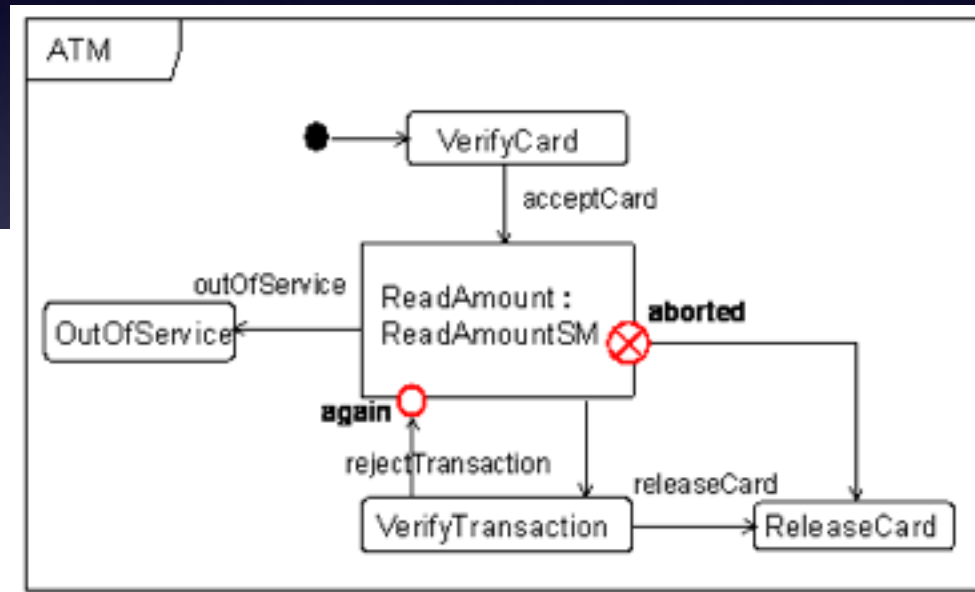 ATM
VerifyCard
acceptCard
outOfService
ReadAmount :
ReadAmountSM
aborted
OutOfService
again
rejectTransaction
releaseCard
VerifyTransaction
ReleaseCard